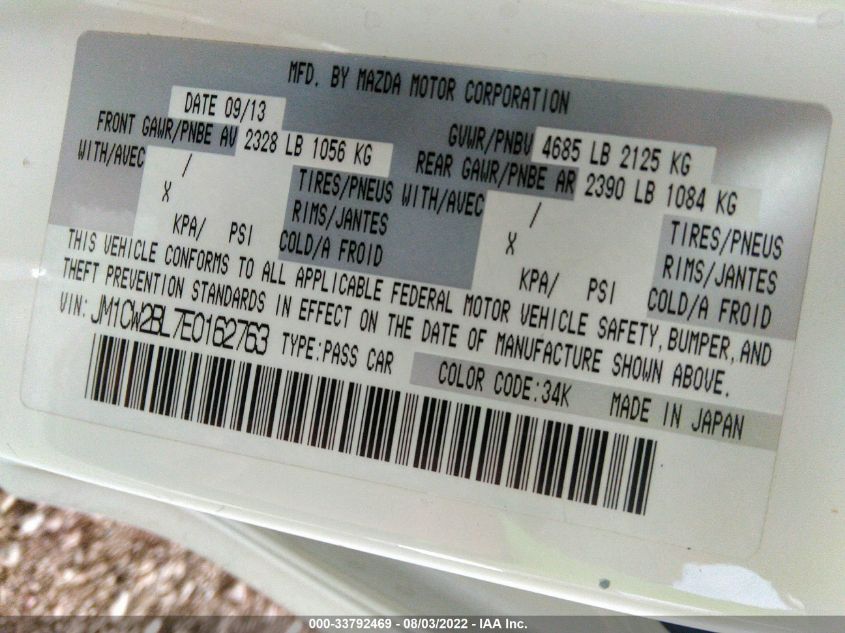 MFD. BY MAZDA MOTOR CORPORATION
DATE 09/13 GVWR/PNBV 4685 LB 2125 KG
FRONT GAWR/PNBE AV 2328 LB 1056 KG REAR GAWR/PNBE AR 2390 LB 1084 KG
WITH/AVEC / TIRES/PNEUS WITH/AVEC / TIRES/PNEUS
X RIMS/JANTES X RIMS/JANTES
KPA/ PSI COLD/A FROID KPA/ PSI COLD/A FROID
THIS VEHICLE CONFORMS TO ALL APPLICABLE FEDERAL MOTOR VEHICLE SAFETY, BUMPER, AND
THEFT PREVENTION STANDARDS IN EFFECT ON THE DATE OF MANUFACTURE SHOWN ABOVE.
VIN: JM1CW2BL7E0162763 TYPE:PASS CAR COLOR CODE:34K MADE IN JAPAN
000-33792469 - 08/03/2022 - IAA Inc.